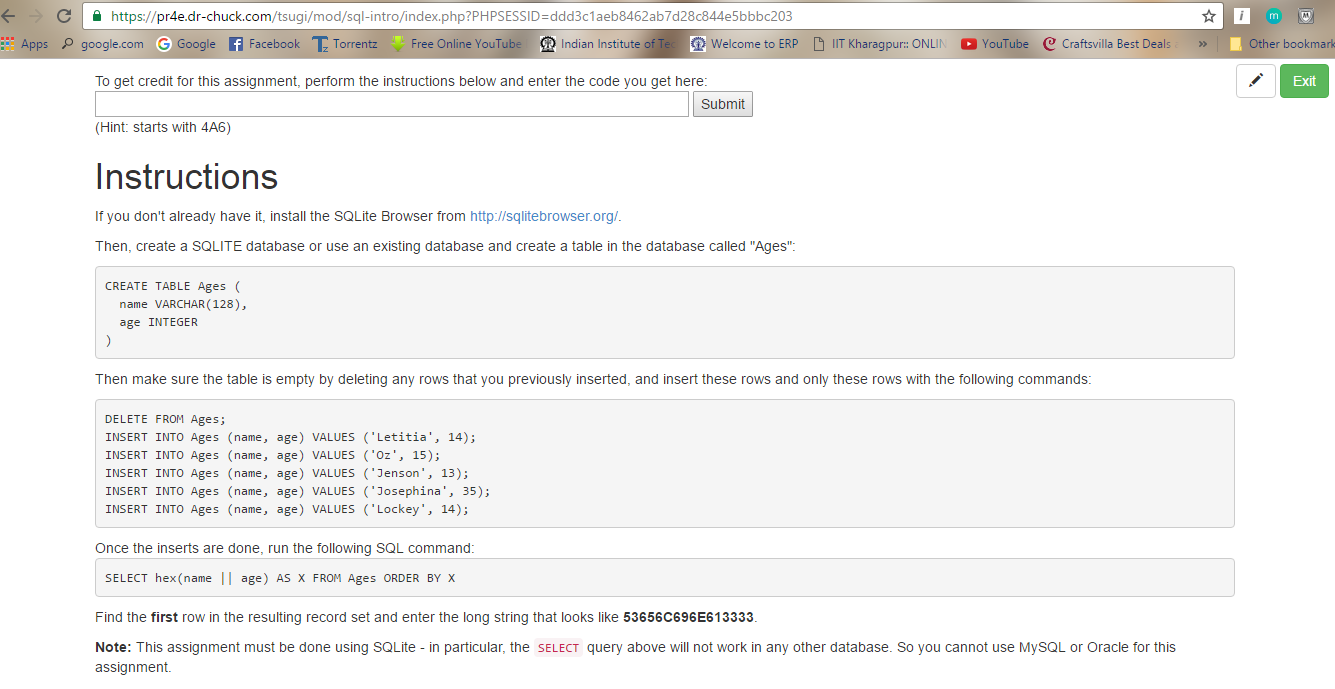 https://pr4e.dr-chuck.com/tsugi/mod/sql-intro/index.php?PHPSESSID=ddd3c1aeb8462ab7d28c844e5bbbc203
Apps google.com Google Facebook Torrentz Free Online YouTube Indian Institute of Tec Welcome to ERP IIT Kharagpur:: ONLIN YouTube Craftsvilla Best Deals » Other bookmark
To get credit for this assignment, perform the instructions below and enter the code you get here:
Exit
Submit
(Hint: starts with 4A6)
Instructions
If you don't already have it, install the SQLite Browser from http://sqlitebrowser.org/.
Then, create a SQLITE database or use an existing database and create a table in the database called "Ages":
CREATE TABLE Ages (
name VARCHAR(128),
age INTEGER
)
Then make sure the table is empty by deleting any rows that you previously inserted, and insert these rows and only these rows with the following commands:
DELETE FROM Ages;
INSERT INTO Ages (name, age) VALUES ('Letitia', 14);
INSERT INTO Ages (name, age) VALUES ('Oz', 15);
INSERT INTO Ages (name, age) VALUES ('Jenson', 13);
INSERT INTO Ages (name, age) VALUES ('Josephina', 35);
INSERT INTO Ages (name, age) VALUES ('Lockey', 14);
Once the inserts are done, run the following SQL command:
SELECT hex(name || age) AS X FROM Ages ORDER BY X
Find the first row in the resulting record set and enter the long string that looks like 53656C696E613333.
Note: This assignment must be done using SQLite - in particular, the SELECT query above will not work in any other database. So you cannot use MySQL or Oracle for this
assignment.